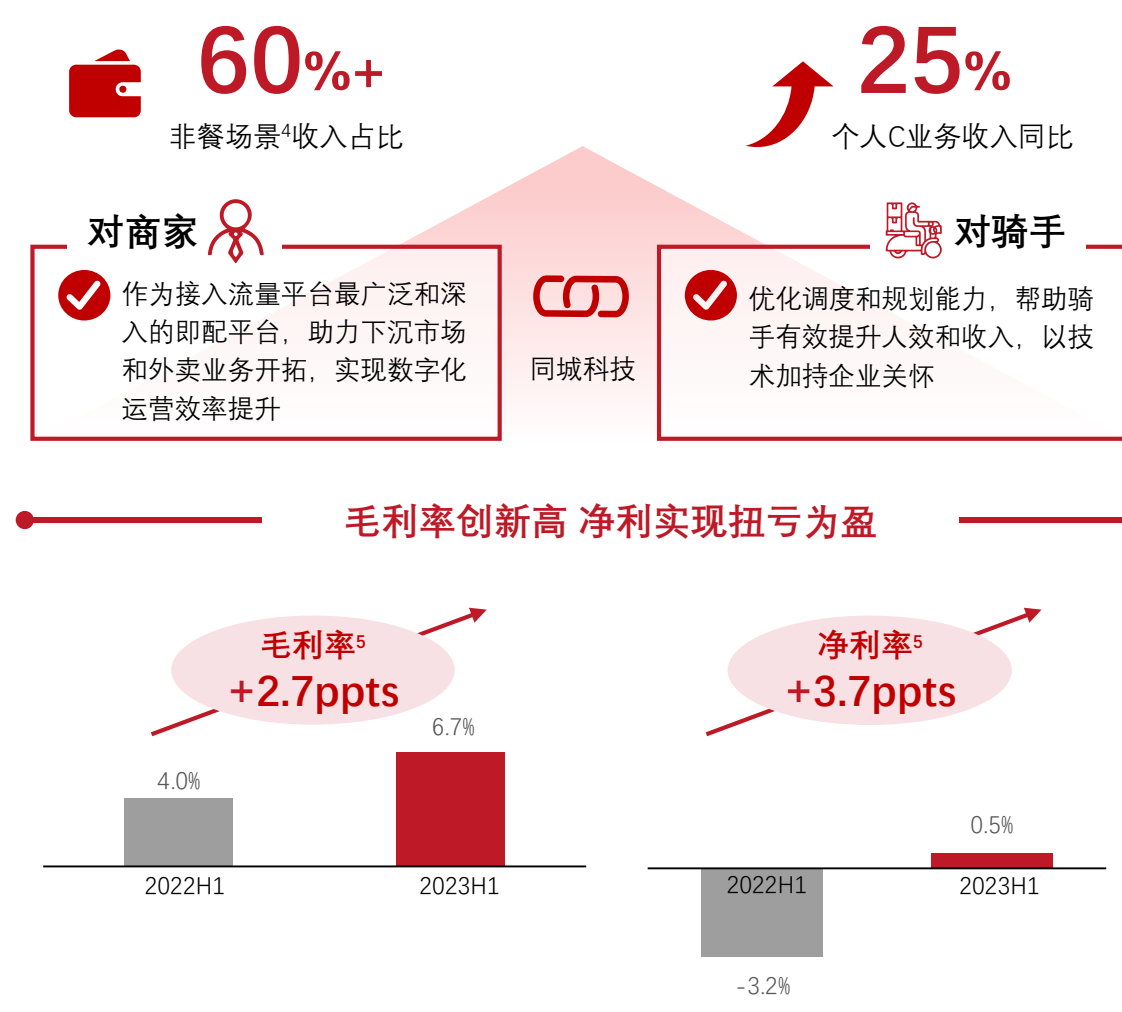 60%+
非餐场景4收入占比
25%
个人C业务收入同比
对商家
作为接入流量平台最广泛和深
入的即配平台，助力下沉市场
和外卖业务开拓，实现数字化
运营效率提升
同城科技
对骑手
优化调度和规划能力，帮助骑
手有效提升人效和收入，以技
术加持企业关怀
毛利率创新高 净利实现扭亏为盈
毛利率5
+2.7ppts
4.0%
6.7%
2022H1
2023H1
净利率5
+3.7ppts
0.5%
2022H1
2023H1
-3.2%